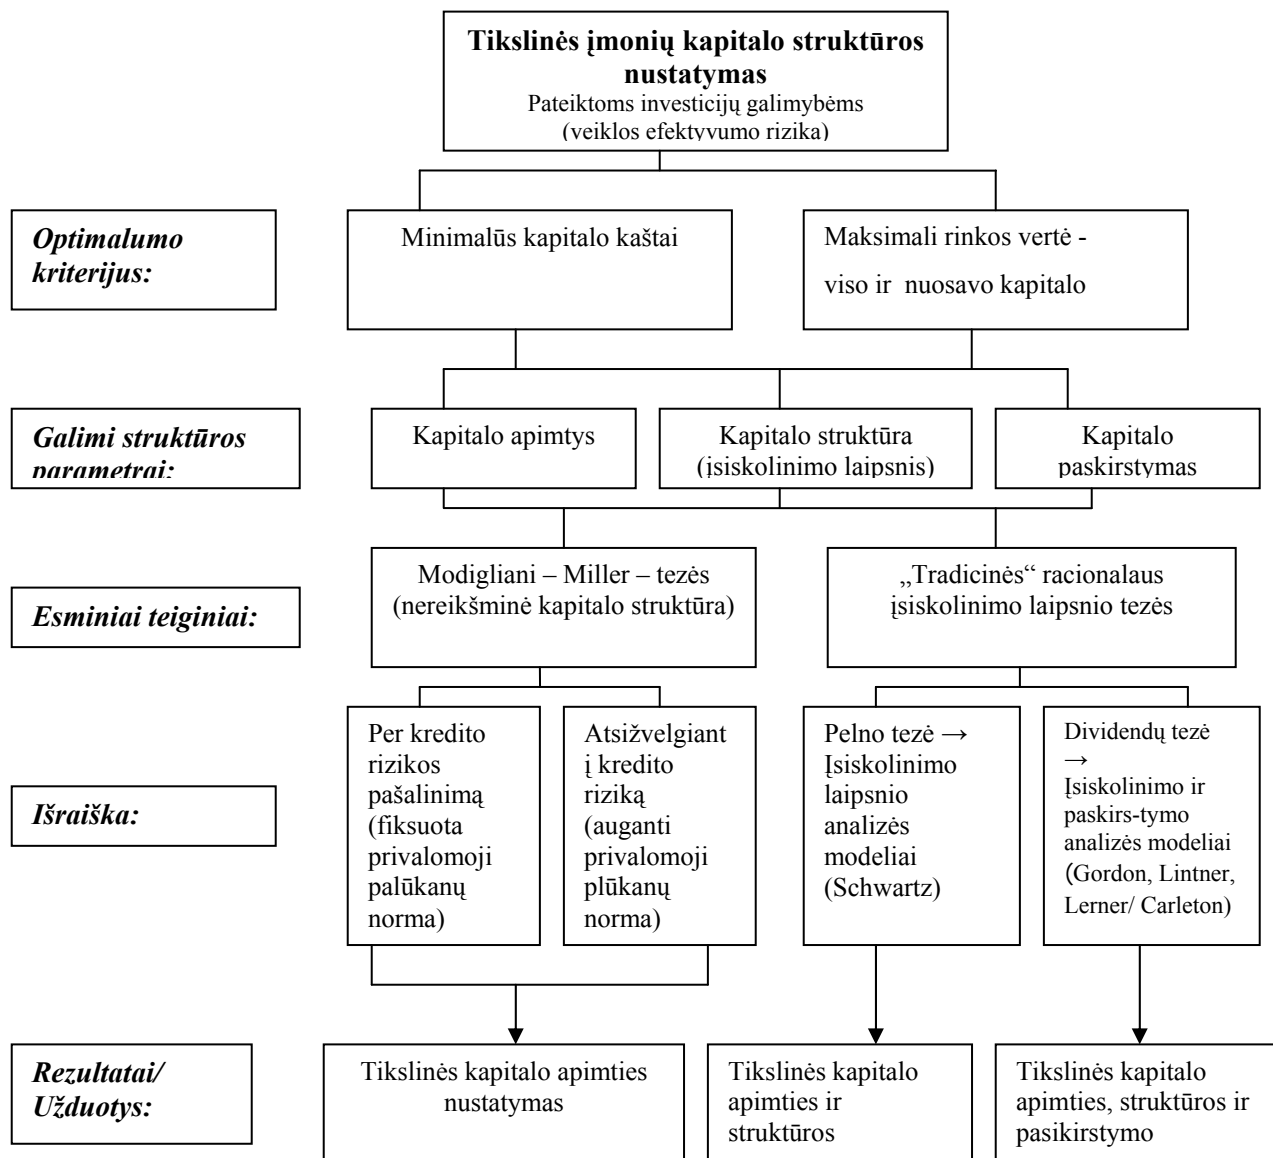 Tikslinės įmonių kapitalo struktūros
nustatymas
Pateiktoms investicijų galimybėms
(veiklos efektyvumo rizika)
Optimalumo
kriterijus:
Minimalūs kapitalo kaštai
Maksimali rinkos vertė -
viso ir nuosavo kapitalo
Galimi struktūros
parametrai:
Kapitalo apimtys
Kapitalo struktūra
(įsiskolinimo laipsnis)
Kapitalo
paskirstymas
Esminiai teiginiai:
Modigliani – Miller – tezės
(nereikšminė kapitalo struktūra)
„Tradicinės“ racionalaus
įsiskolinimo laipsnio tezės
Išraiška:
Per kredito
rizikos
pašalinimą
(fiksuota
privalomoji
palūkanų
norma)
Atsižvelgiant
į kredito
riziką
(auganti
privalomoji
plūkanų
norma)
Pelno tezė →
Įsiskolinimo
laipsnio
analizės
modeliai
(Schwartz)
Dividendų tezė
→
Įsiskolinimo ir
paskirs-tymo
analizės modeliai
(Gordon, Lintner,
Lerner/ Carleton)
Rezultatai/
Užduotys:
Tikslinės kapitalo apimties
nustatymas
Tikslinės kapitalo
apimties ir
struktūros
Tikslinės kapitalo
apimties, struktūros ir
pasikirstymo